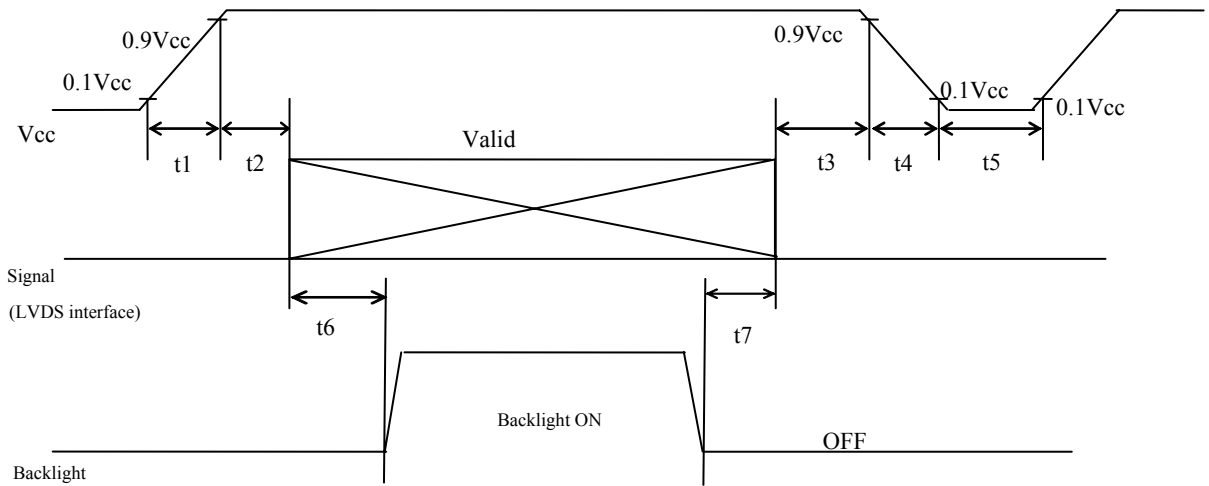 0.9Vcc 0.9Vcc
0.1Vcc 0.1Vcc 0.1Vcc
Vcc Valid
t1 t2 t3 t4 t5
Signal
(LVDS interface)
t6 t7
Backlight ON
OFF
Backlight